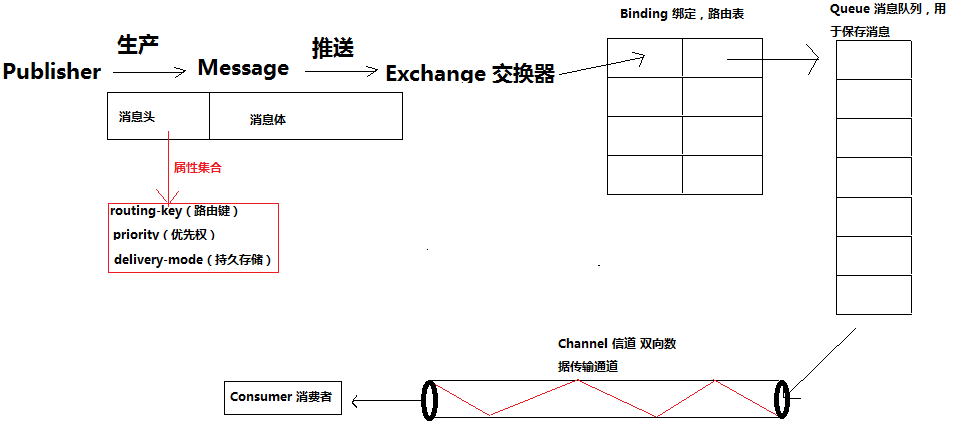 Binding 绑定，路由表
Queue 消息队列，用
于保存消息
生产
推送
Publisher
Message
Exchange 交换器
消息头
消息体
属性集合
routing-key（路由键）
priority（优先权）
delivery-mode（持久存储）
Channel 信道 双向数
据传输通道
Consumer 消费者